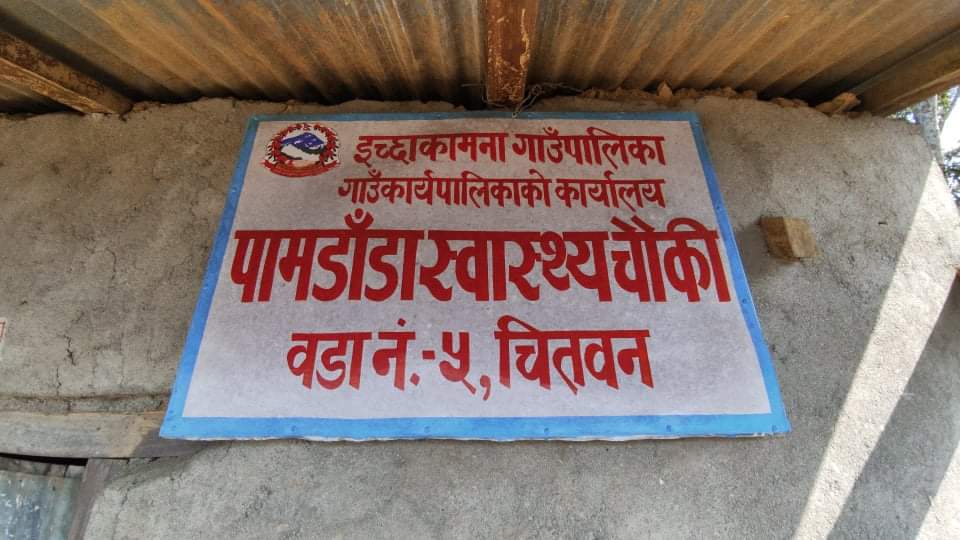 इच्छाकामना गाउँपालिका
गाउँकार्यपालिकाको कार्यालय
पामडाँडा स्वास्थ्य चौकी
वडा नं.-५, चितवन